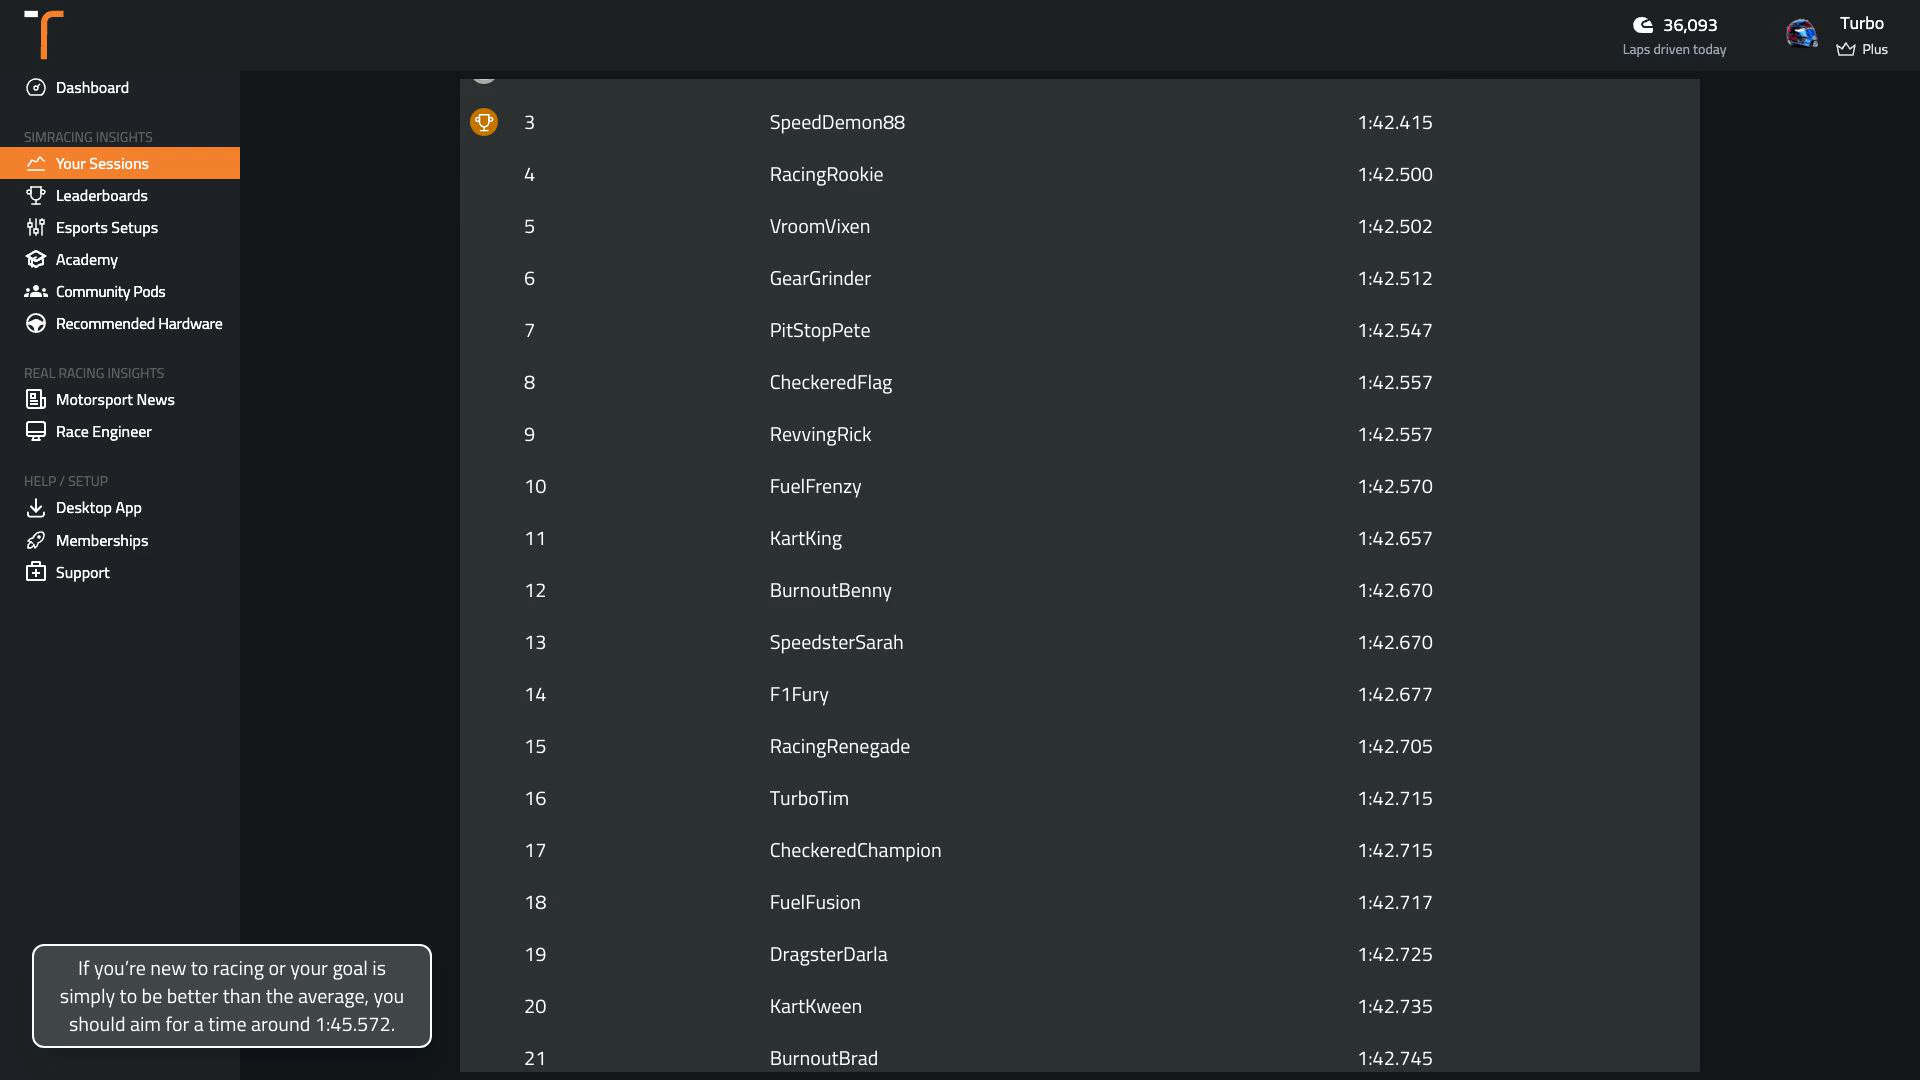 36,093
Laps driven today
Turbo
Plus
Dashboard
SIMRACING INSIGHTS
Your Sessions
Leaderboards
Esports Setups
Academy
Community Pods
Recommended Hardware
REAL RACING INSIGHTS
Motorsport News
Race Engineer
HELP / SETUP
Desktop App
Memberships
Support
3 SpeedDemon88 1:42.415
4 RacingRookie 1:42.500
5 VroomVixen 1:42.502
6 GearGrinder 1:42.512
7 PitStopPete 1:42.547
8 CheckeredFlag 1:42.557
9 RevvingRick 1:42.557
10 FuelFrenzy 1:42.570
11 KartKing 1:42.657
12 BurnoutBenny 1:42.670
13 SpeedsterSarah 1:42.670
14 F1Fury 1:42.677
15 RacingRenegade 1:42.705
16 TurboTim 1:42.715
17 CheckeredChampion 1:42.715
18 FuelFusion 1:42.717
19 DragsterDarla 1:42.725
20 KartKween 1:42.735
21 BurnoutBrad 1:42.745
If you’re new to racing or your goal is
simply to be better than the average, you
should aim for a time around 1:45.572.